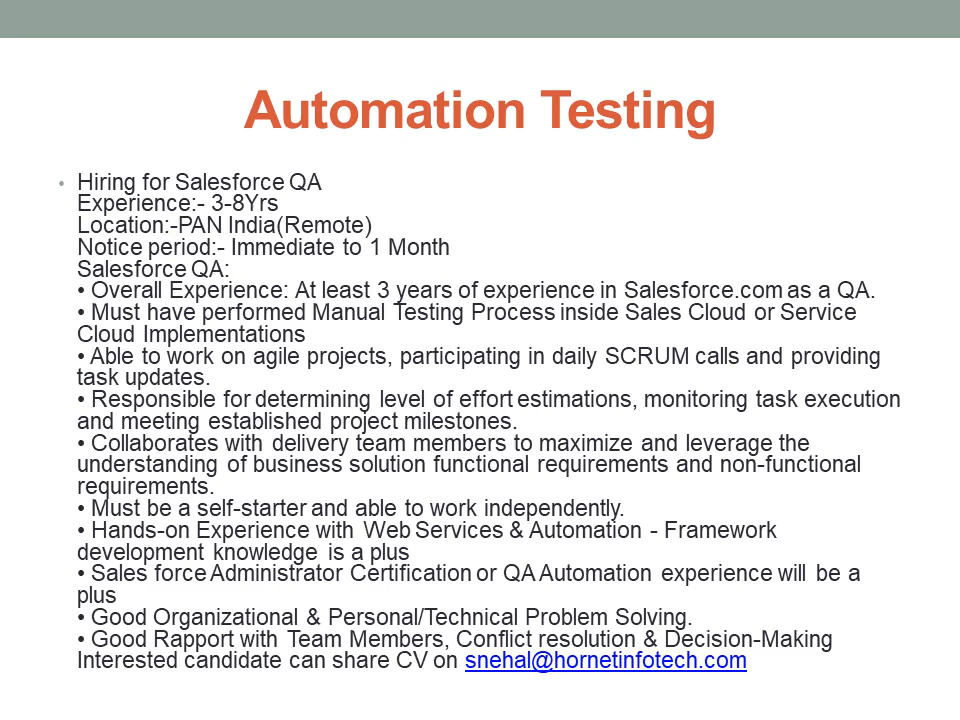 Automation Testing
• Hiring for Salesforce QA
Experience:- 3-8Yrs
Location:-PAN India(Remote)
Notice period:- Immediate to 1 Month
Salesforce QA:
• Overall Experience: At least 3 years of experience in Salesforce.com as a QA.
• Must have performed Manual Testing Process inside Sales Cloud or Service
Cloud Implementations
• Able to work on agile projects, participating in daily SCRUM calls and providing
task updates.
• Responsible for determining level of effort estimations, monitoring task execution
and meeting established project milestones.
• Collaborates with delivery team members to maximize and leverage the
understanding of business solution functional requirements and non-functional
requirements.
• Must be a self-starter and able to work independently.
• Hands-on Experience with Web Services & Automation - Framework
development knowledge is a plus
• Sales force Administrator Certification or QA Automation experience will be a
plus
• Good Organizational & Personal/Technical Problem Solving.
• Good Rapport with Team Members, Conflict resolution & Decision-Making
Interested candidate can share CV on snehal@hornetinfotech.com